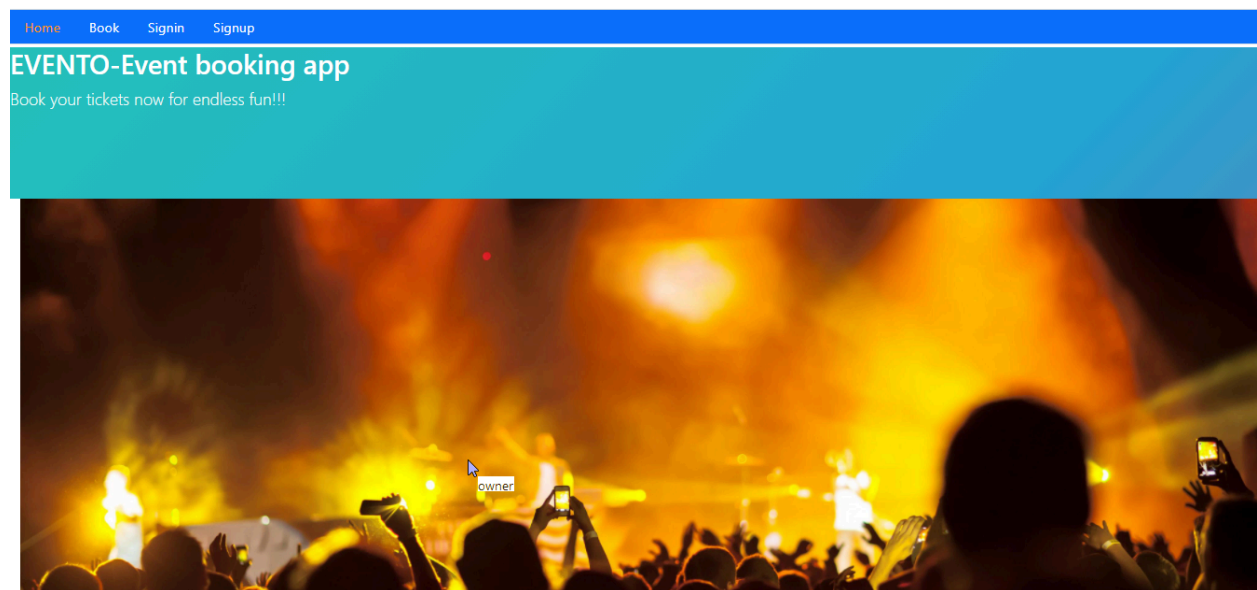 Home Book Signin Signup
EVENTO-Event booking app
Book your tickets now for endless fun!!!
owner